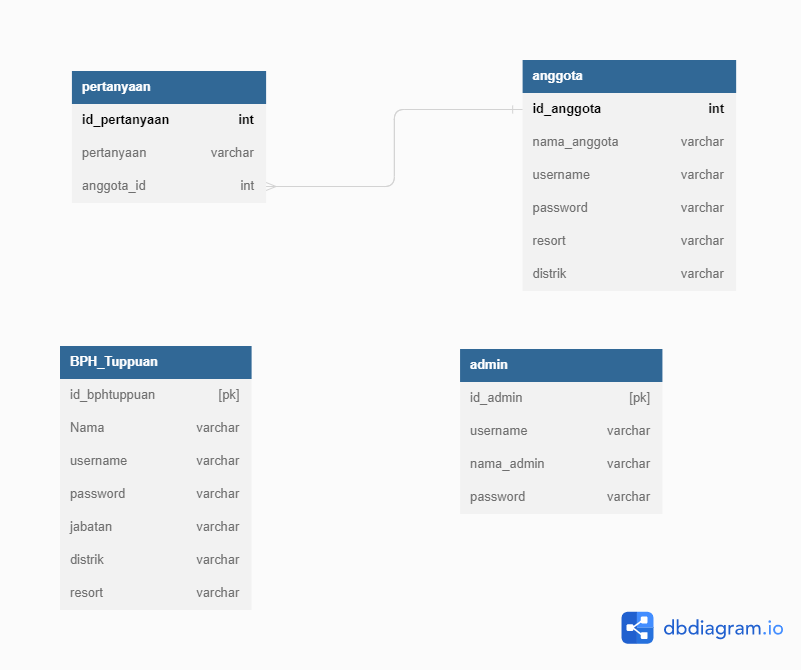 pertanyaan
id_pertanyaan int
pertanyaan varchar
anggota_id int
anggota
id_anggota int
nama_anggota varchar
username varchar
password varchar
resort varchar
distrik varchar
BPH_Tuppuan
id_bphtuppuan [pk]
Nama varchar
username varchar
password varchar
jabatan varchar
distrik varchar
resort varchar
admin
id_admin [pk]
username varchar
nama_admin varchar
password varchar
dbdiagram.io